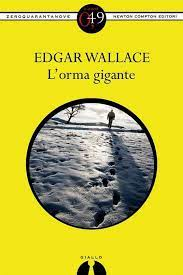 ZEROQUARANTANOVE
0,49
NEWTON COMPTON EDITORI
EDGAR WALLACE
L'orma gigante
GIALLO